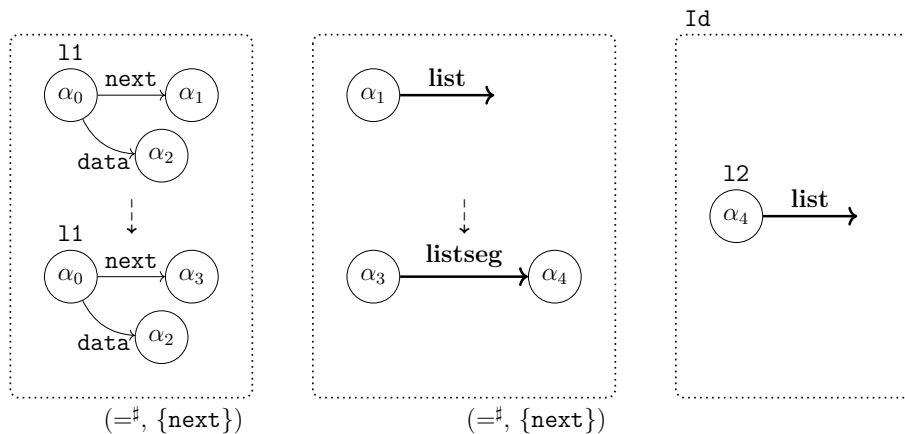 Id
l1
α₀ next α₁
data α₂
l1
α₀ next α₃
data α₂
(=♯, {next})
α₁ list
α₃ listseg α₄
(=♯, {next})
l2
α₄ list